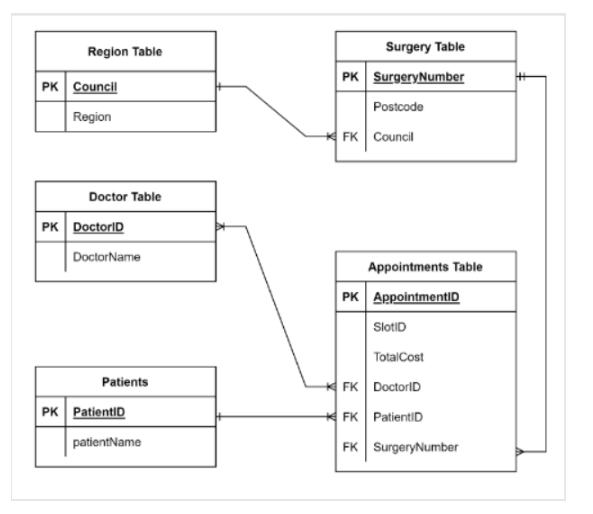 Region Table
PK Council
Region
Surgery Table
PK SurgeryNumber
Postcode
FK Council
Doctor Table
PK DoctorID
DoctorName
Appointments Table
PK AppointmentID
SlotID
TotalCost
FK DoctorID
FK PatientID
FK SurgeryNumber
Patients
PK PatientID
patientName